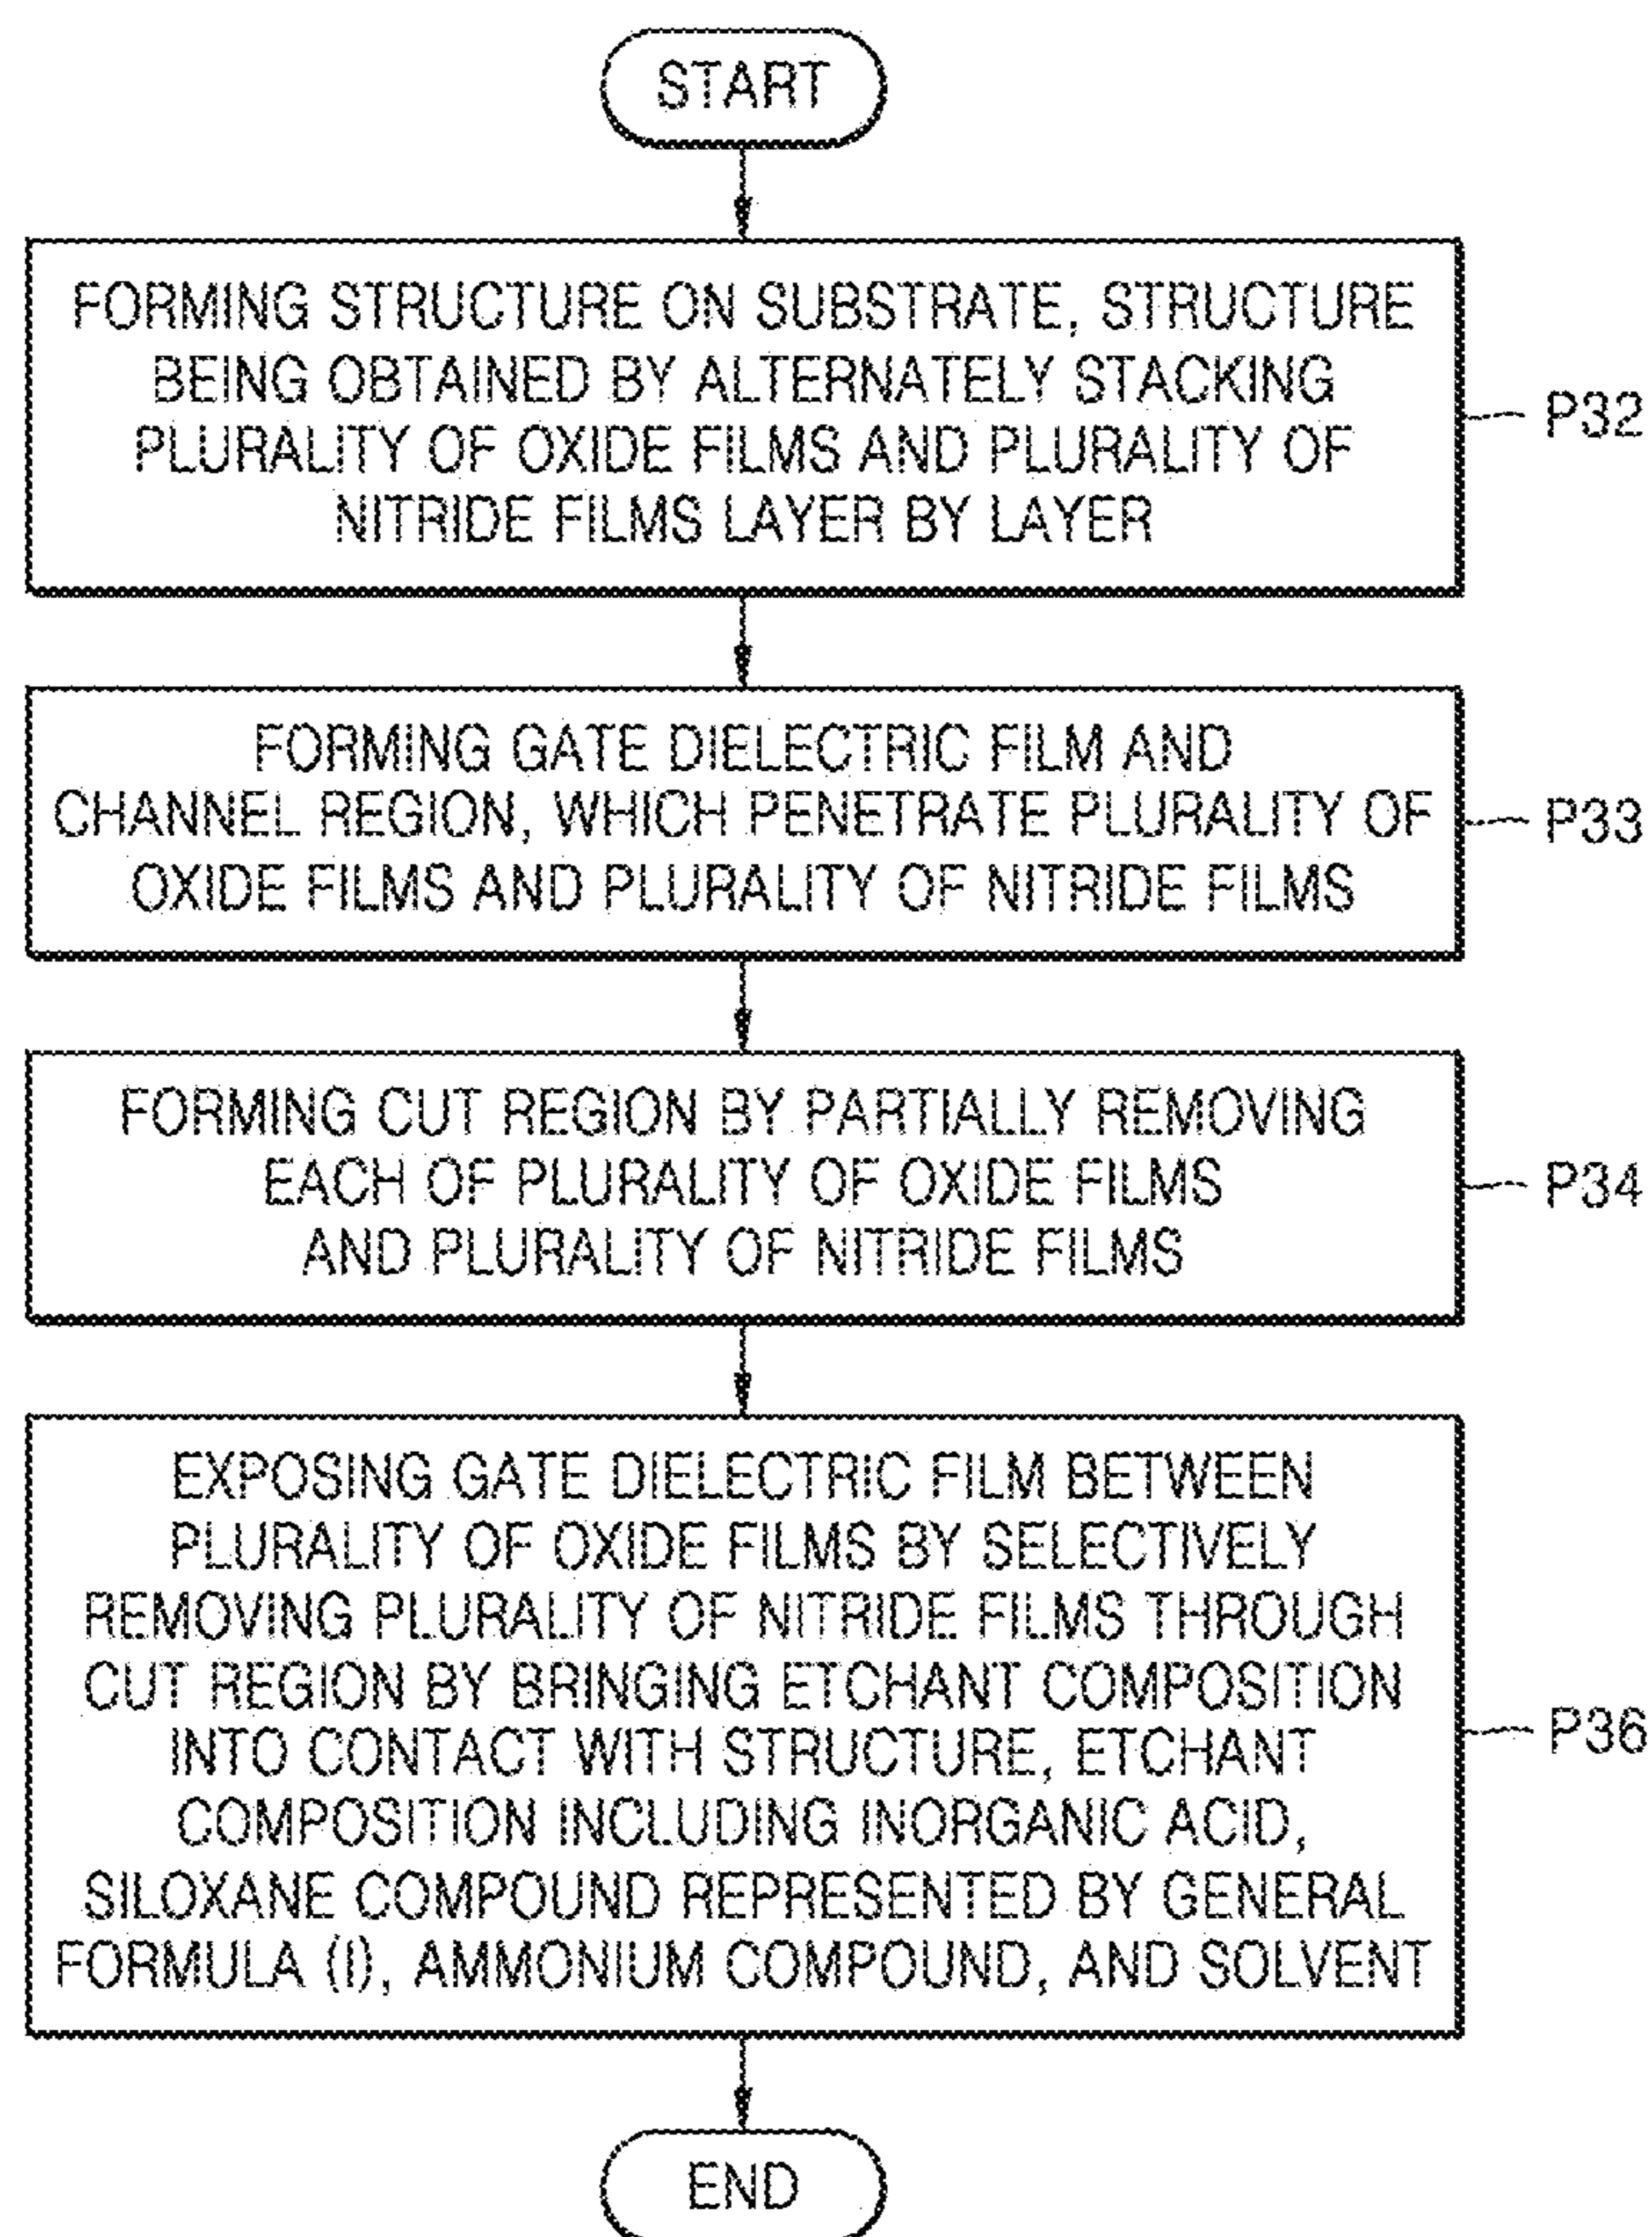 START
FORMING STRUCTURE ON SUBSTRATE, STRUCTURE
BEING OBTAINED BY ALTERNATELY STACKING
PLURALITY OF OXIDE FILMS AND PLURALITY OF
NITRIDE FILMS LAYER BY LAYER
P32
FORMING GATE DIELECTRIC FILM AND
CHANNEL REGION, WHICH PENETRATE PLURALITY OF
OXIDE FILMS AND PLURALITY OF NITRIDE FILMS
P33
FORMING CUT REGION BY PARTIALLY REMOVING
EACH OF PLURALITY OF OXIDE FILMS
AND PLURALITY OF NITRIDE FILMS
P34
EXPOSING GATE DIELECTRIC FILM BETWEEN
PLURALITY OF OXIDE FILMS BY SELECTIVELY
REMOVING PLURALITY OF NITRIDE FILMS THROUGH
CUT REGION BY BRINGING ETCHANT COMPOSITION
INTO CONTACT WITH STRUCTURE, ETCHANT
COMPOSITION INCLUDING INORGANIC ACID,
SILOXANE COMPOUND REPRESENTED BY GENERAL
FORMULA (I), AMMONIUM COMPOUND, AND SOLVENT
P36
END